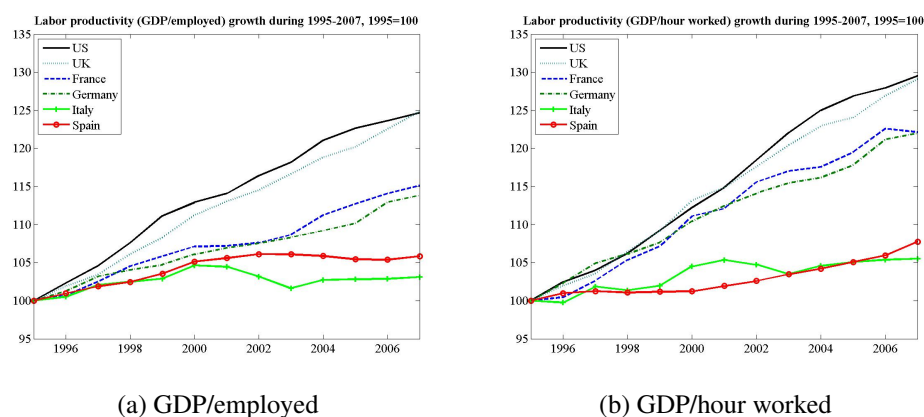 Labor productivity (GDP/employed) growth during 1995-2007, 1995=100
135
130
125
120
115
110
105
100
95
US
UK
France
Germany
Italy
Spain
1996 1998 2000 2002 2004 2006
(a) GDP/employed
Labor productivity (GDP/hour worked) growth during 1995-2007, 1995=100
135
130
125
120
115
110
105
100
95
US
UK
France
Germany
Italy
Spain
1996 1998 2000 2002 2004 2006
(b) GDP/hour worked